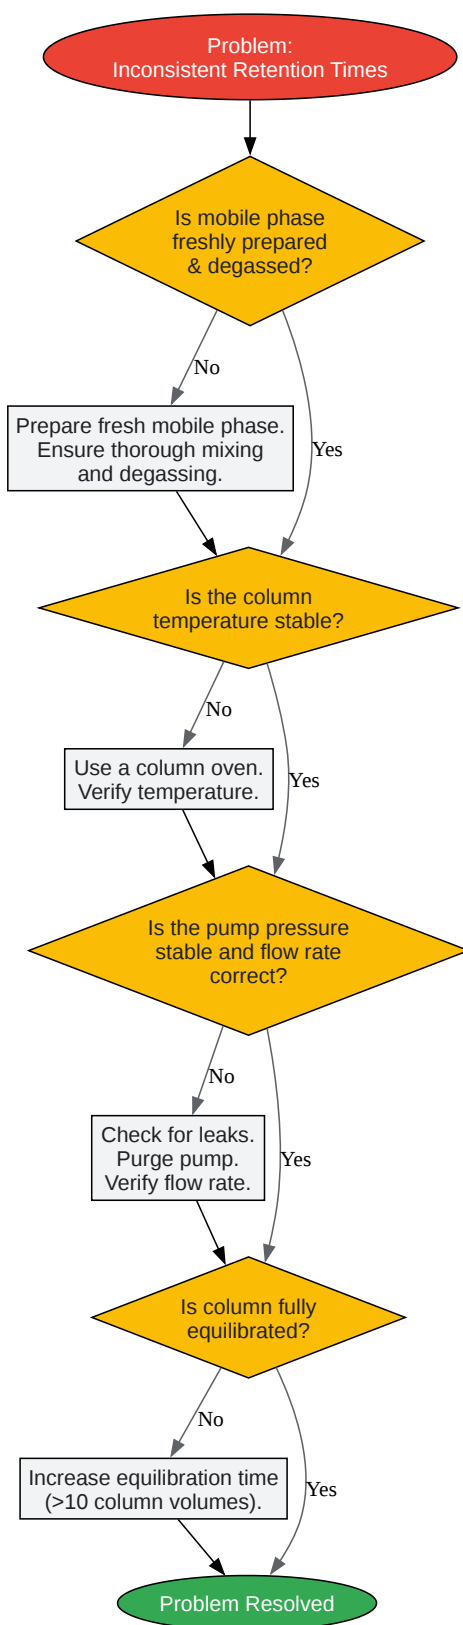 Problem:
Inconsistent Retention Times
Is mobile phase
freshly prepared
& degassed?
No
Yes
Prepare fresh mobile phase.
Ensure thorough mixing
and degassing.
Is the column
temperature stable?
No
Yes
Use a column oven.
Verify temperature.
Is the pump pressure
stable and flow rate
correct?
No
Yes
Check for leaks.
Purge pump.
Verify flow rate.
Is column fully
equilibrated?
No
Yes
Increase equilibration time
(>10 column volumes).
Problem Resolved